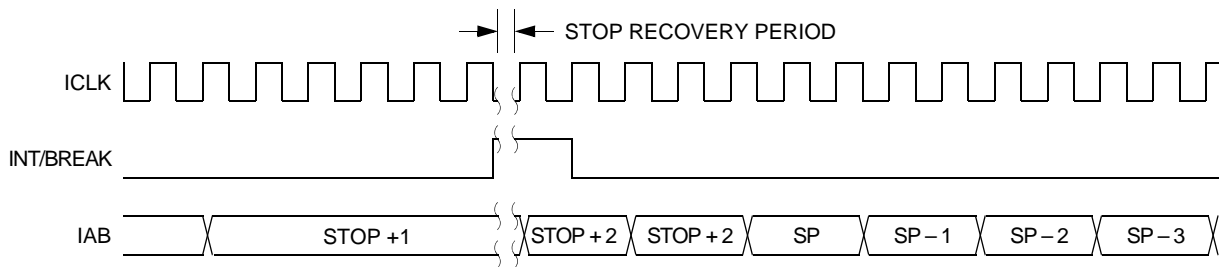 STOP RECOVERY PERIOD
ICLK
INT/BREAK
IAB STOP +1 STOP + 2 STOP + 2 SP SP – 1 SP – 2 SP – 3